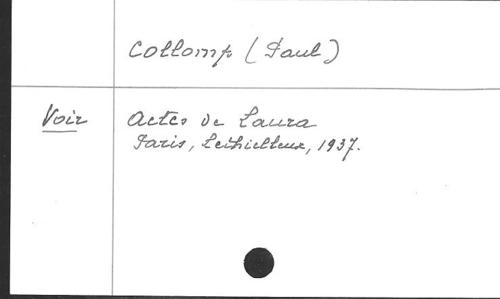 Collomp (Paul)
Voir Actes de Laura
Paris, Lethielleux, 1937.